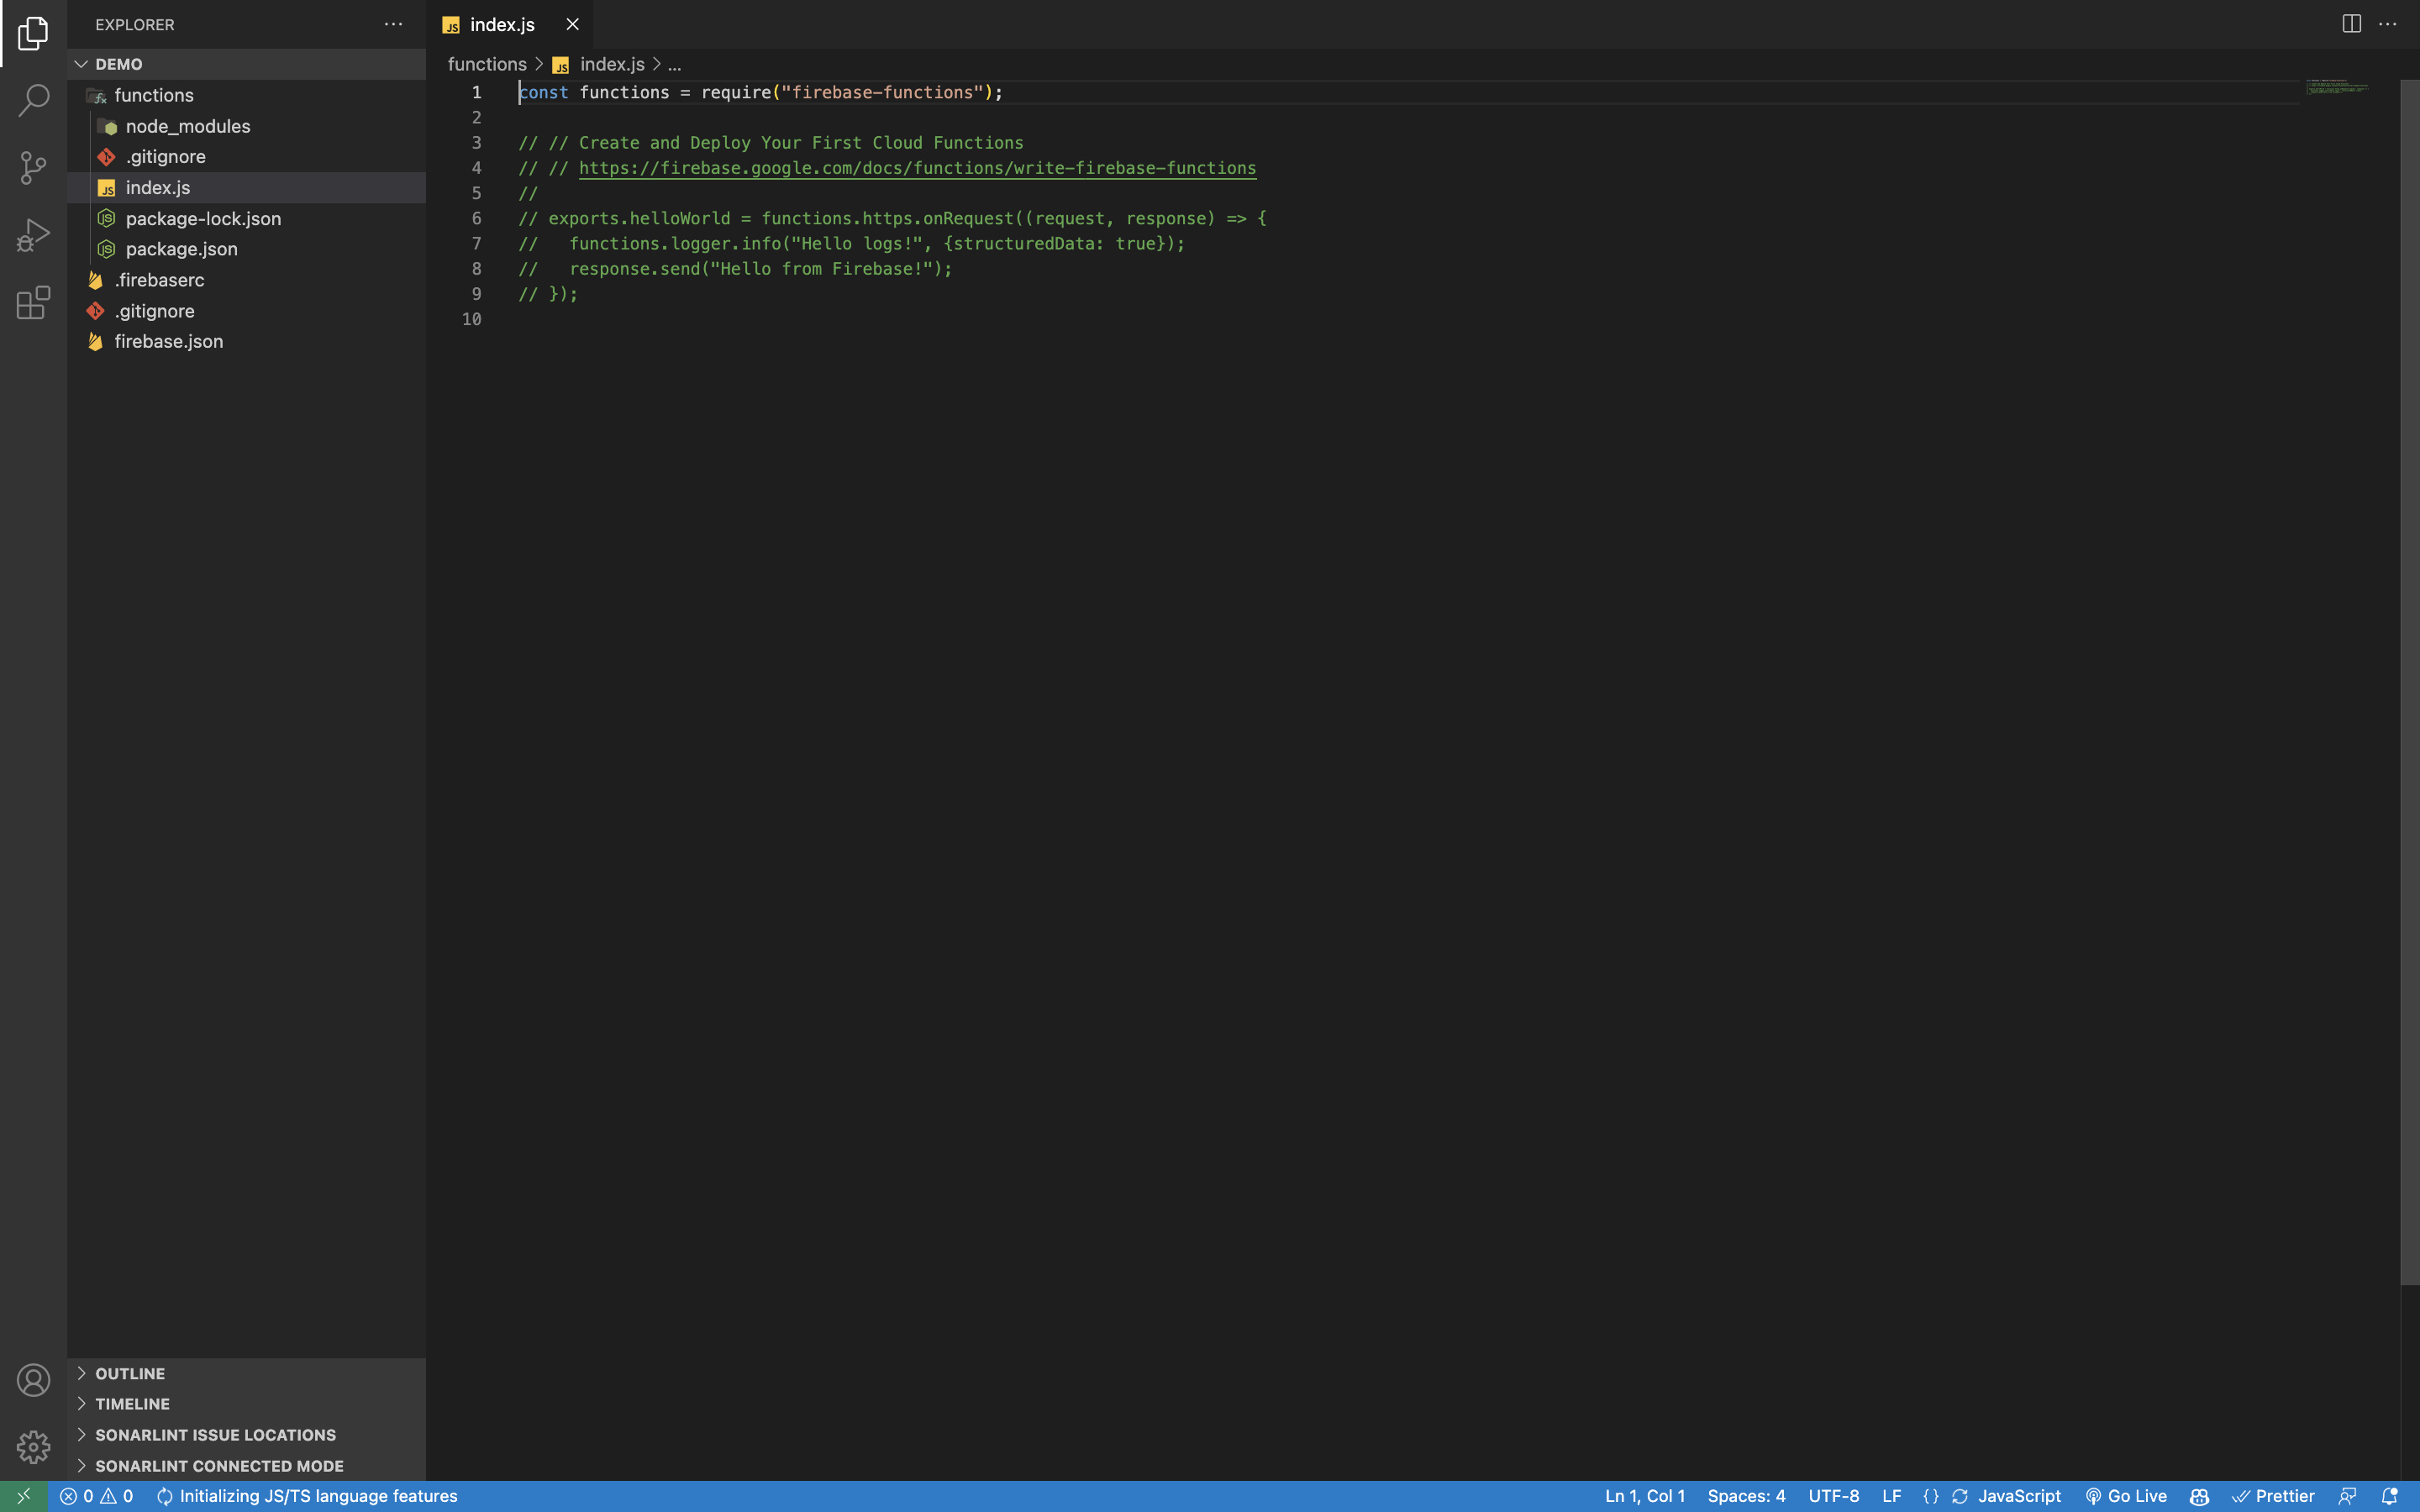 EXPLORER
DEMO
functions
node_modules
.gitignore
index.js
package-lock.json
package.json
.firebaserc
.gitignore
firebase.json
OUTLINE
TIMELINE
SONARLINT ISSUE LOCATIONS
SONARLINT CONNECTED MODE
index.js
functions > index.js > ...
1 const functions = require("firebase-functions");
2
3 // // Create and Deploy Your First Cloud Functions
4 // // https://firebase.google.com/docs/functions/write-firebase-functions
5 //
6 // exports.helloWorld = functions.https.onRequest((request, response) => {
7 //   functions.logger.info("Hello logs!", {structuredData: true});
8 //   response.send("Hello from Firebase!");
9 // });
10
0 0 Initializing JS/TS language features Ln 1, Col 1 Spaces: 4 UTF-8 LF {} JavaScript Go Live Prettier